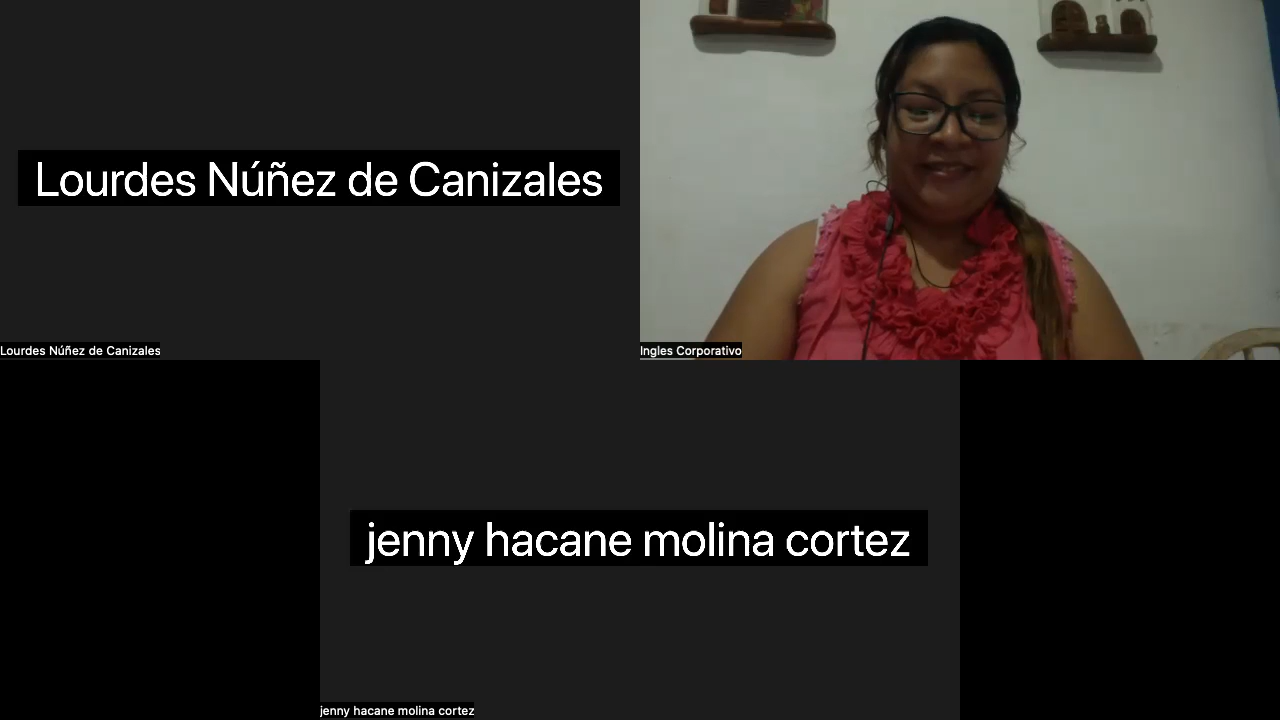 Lourdes Núñez de Canizales
Lourdes Núñez de Canizales
Ingles Corporativo
jenny hacane molina cortez
jenny hacane molina cortez